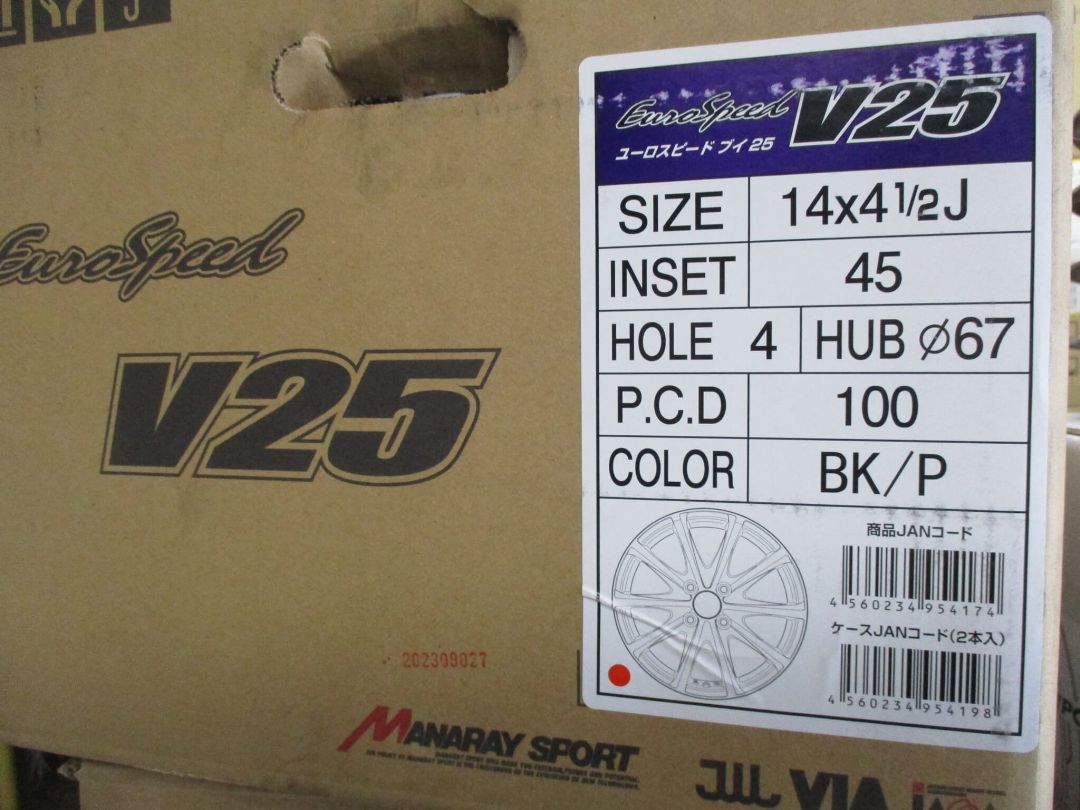 EuroSpeed
V25
202309027
MANARAY SPORT
JWL VIA
EuroSpeed V25
ユーロスピード ブイ25
SIZE 14x4 1/2J
INSET 45
HOLE 4 HUB ∅67
P.C.D 100
COLOR BK/P
商品JANコード
4 560234 954174
ケースJANコード(2本入)
4 560234 954198